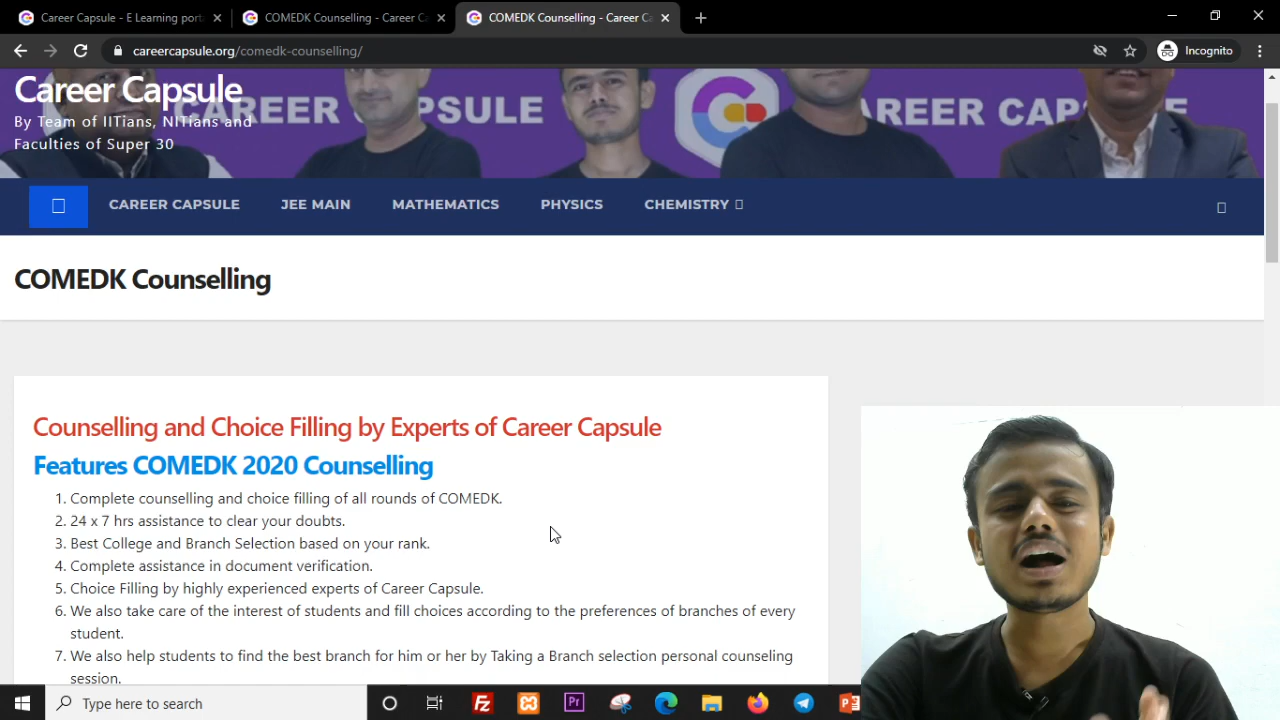 Career Capsule - E Learning port
COMEDK Counselling - Career C
COMEDK Counselling - Career Ca
careercapsule.org/comedk-counselling/
Incognito
CAREER CAPSULE
CAREER CAP
Career Capsule
By Team of IITians, NITians and
Faculties of Super 30
CAREER CAPSULE
JEE MAIN
MATHEMATICS
PHYSICS
CHEMISTRY
COMEDK Counselling
Counselling and Choice Filling by Experts of Career Capsule
Features COMEDK 2020 Counselling
1. Complete counselling and choice filling of all rounds of COMEDK.
2. 24 x 7 hrs assistance to clear your doubts.
3. Best College and Branch Selection based on your rank.
4. Complete assistance in document verification.
5. Choice Filling by highly experienced experts of Career Capsule.
6. We also take care of the interest of students and fill choices according to the preferences of branches of every
student.
7. We also help students to find the best branch for him or her by Taking a Branch selection personal counseling
session.
Type here to search